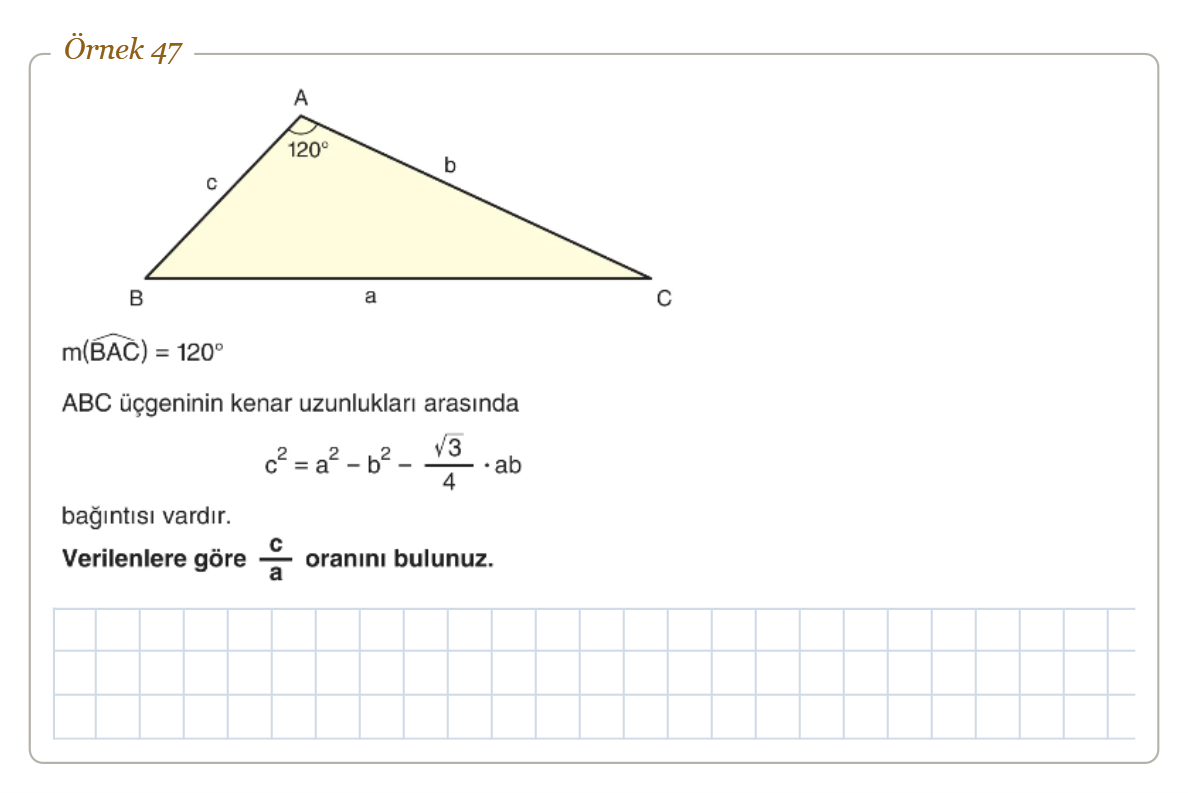 Örnek 47
A
120°
b
c
B
a
C
m(BAC) = 120°
ABC üçgeninin kenar uzunlukları arasında
c² = a² – b² – √3/4 · ab
bağıntısı vardır.
Verilenlere göre c/a oranını bulunuz.